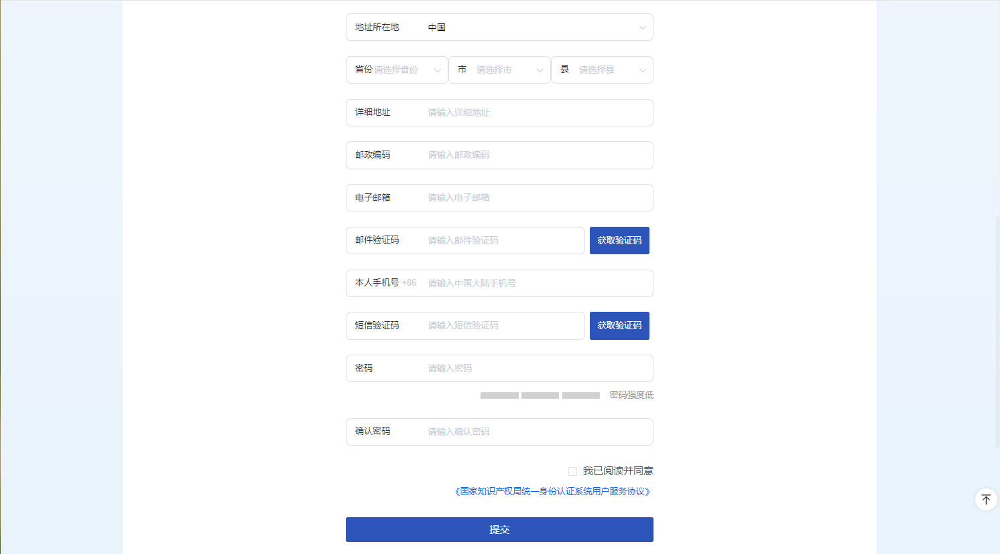 地址所在地 中国
省份 请选择省份 市 请选择市 县 请选择县
详细地址 请输入详细地址
邮政编码 请输入邮政编码
电子邮箱 请输入电子邮箱
邮件验证码 请输入邮件验证码 获取验证码
本人手机号 +86 请输入中国大陆手机号
短信验证码 请输入短信验证码 获取验证码
密码 请输入密码
密码强度低
确认密码 请输入确认密码
我已阅读并同意
《国家知识产权局统一身份认证系统用户服务协议》
提交